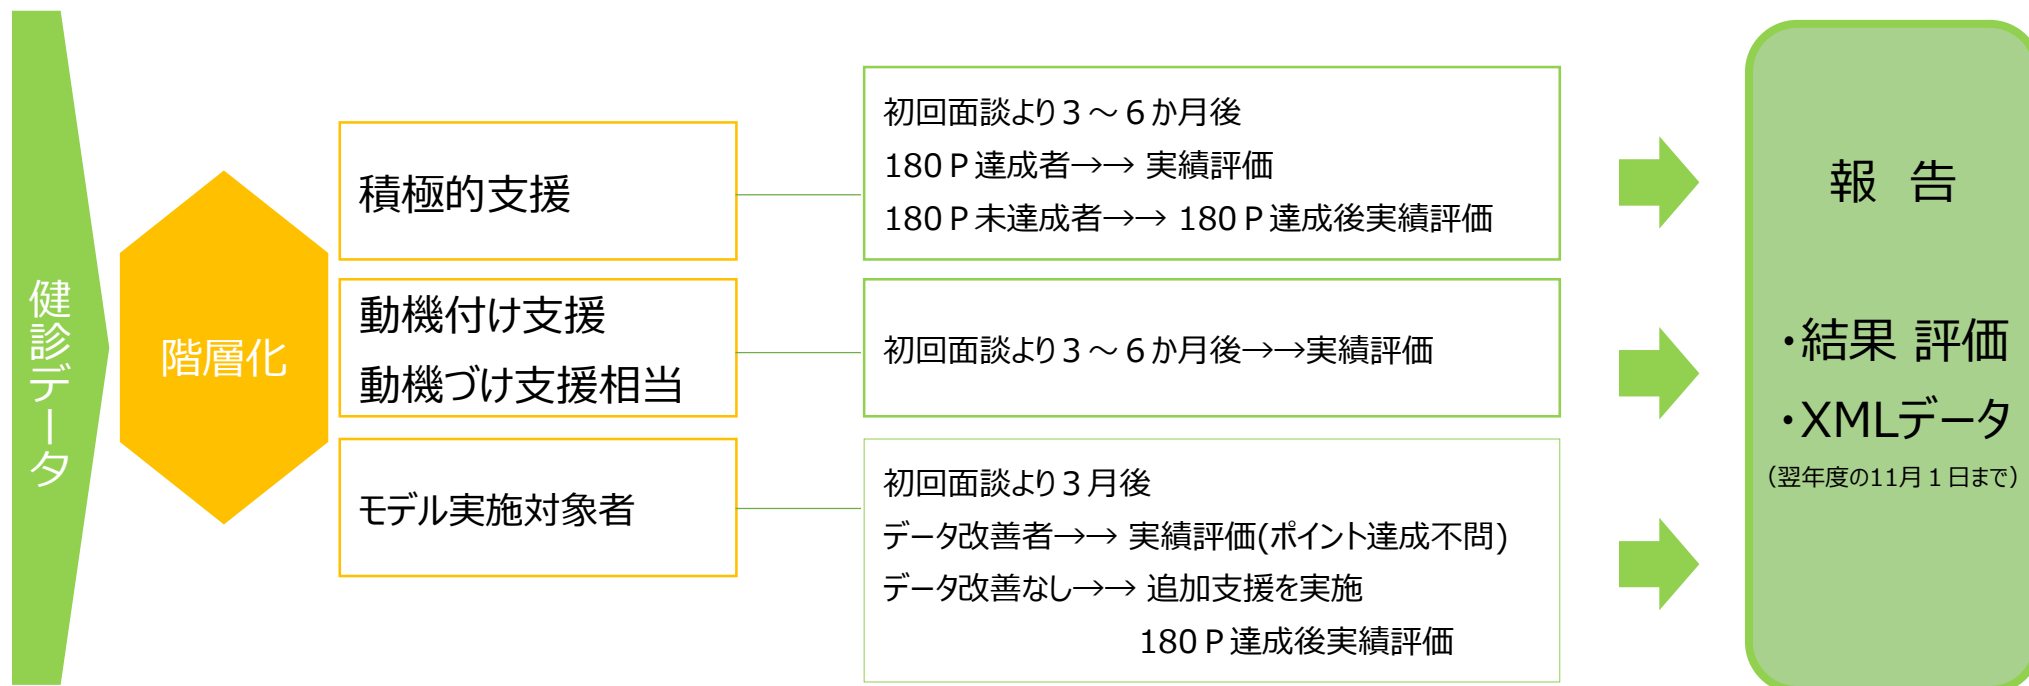 健診データ
階層化
積極的支援
初回面談より３～６か月後
180Ｐ達成者→→ 実績評価
180Ｐ未達成者→→ 180Ｐ達成後実績評価
動機付け支援
動機づけ支援相当
初回面談より３～６か月後→→実績評価
モデル実施対象者
初回面談より３月後
データ改善者→→ 実績評価(ポイント達成不問)
データ改善なし→→ 追加支援を実施
180Ｐ達成後実績評価
報 告
・結果 評価
・XMLデータ
（翌年度の11月１日まで）